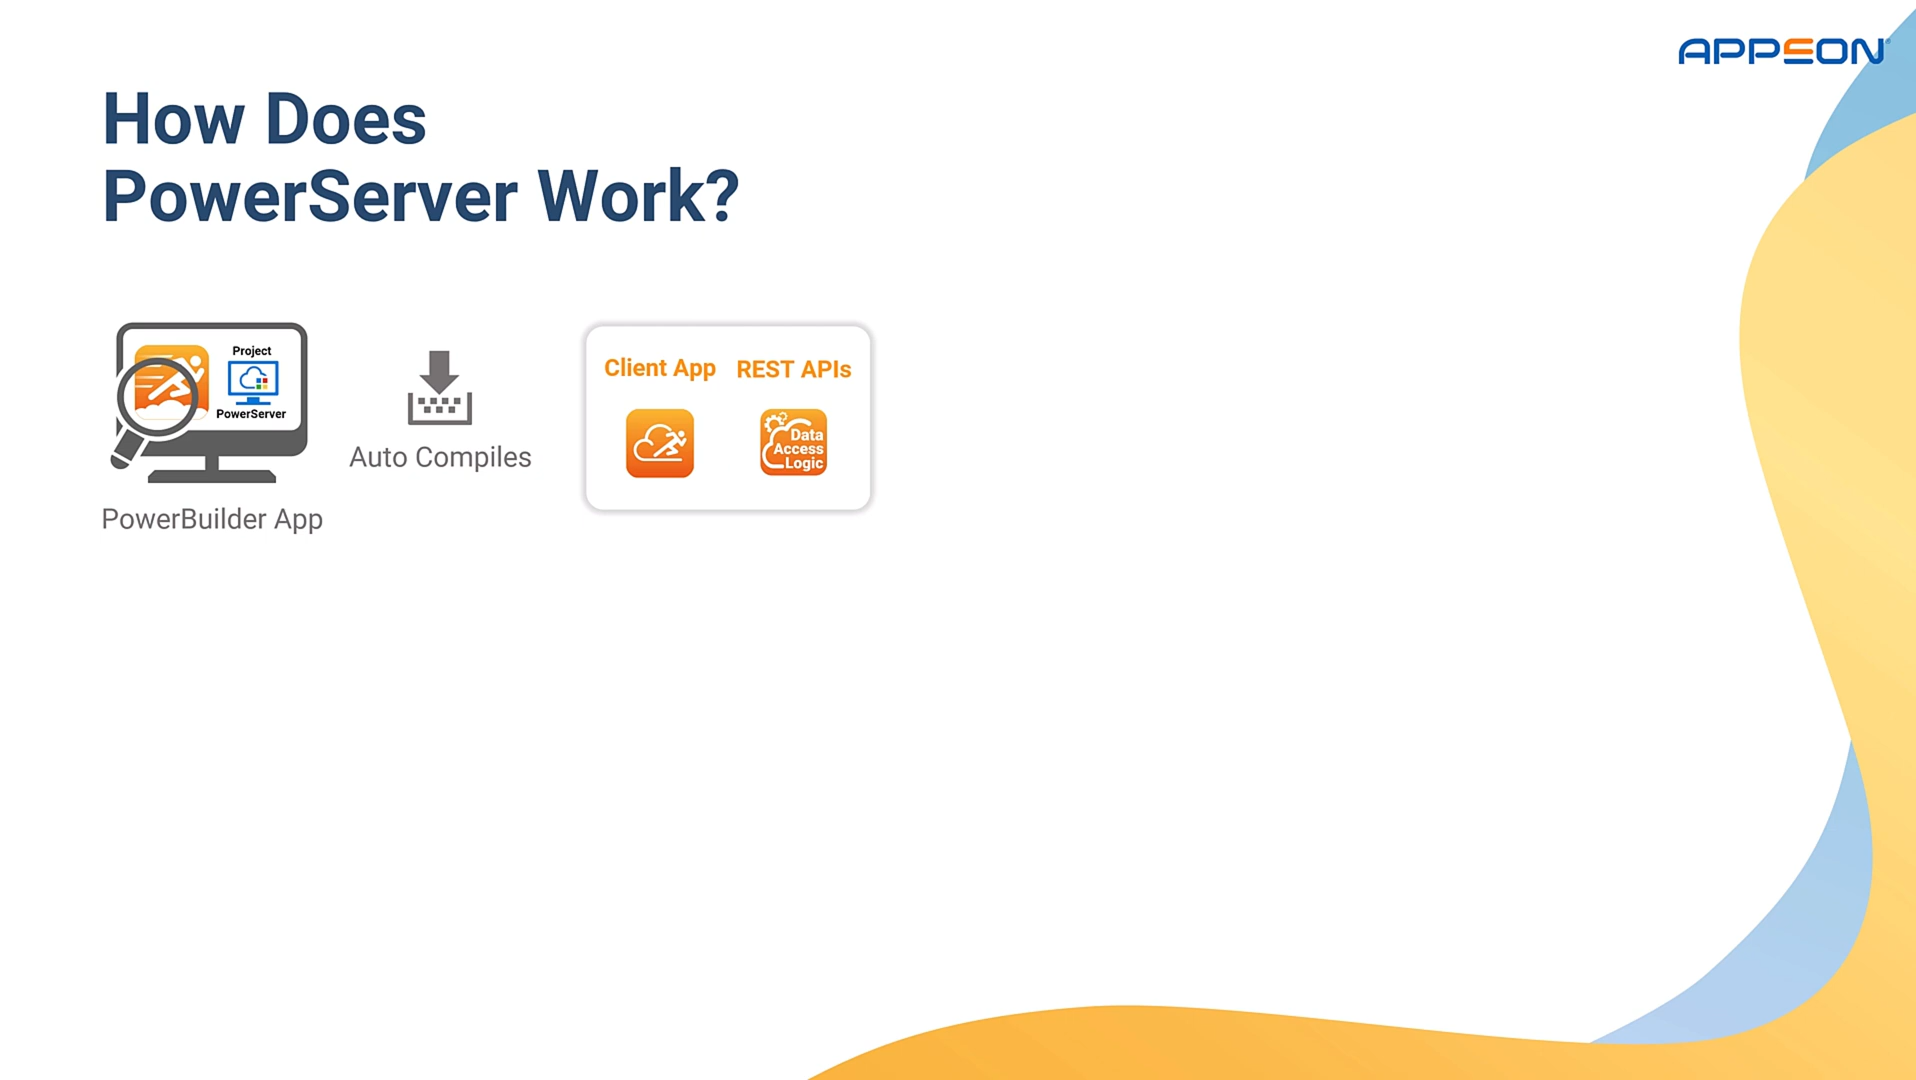 APPEON
How Does
PowerServer Work?
Project
PowerServer
PowerBuilder App
Auto Compiles
Client App
REST APIs
Data
Access
Logic